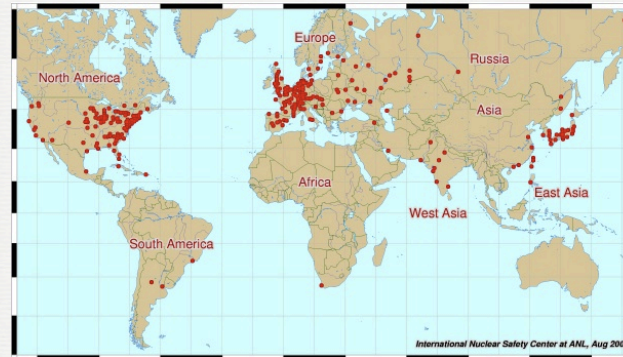 Europe
Russia
North America
Asia
Africa
East Asia
West Asia
South America
International Nuclear Safety Center at ANL, Aug 200